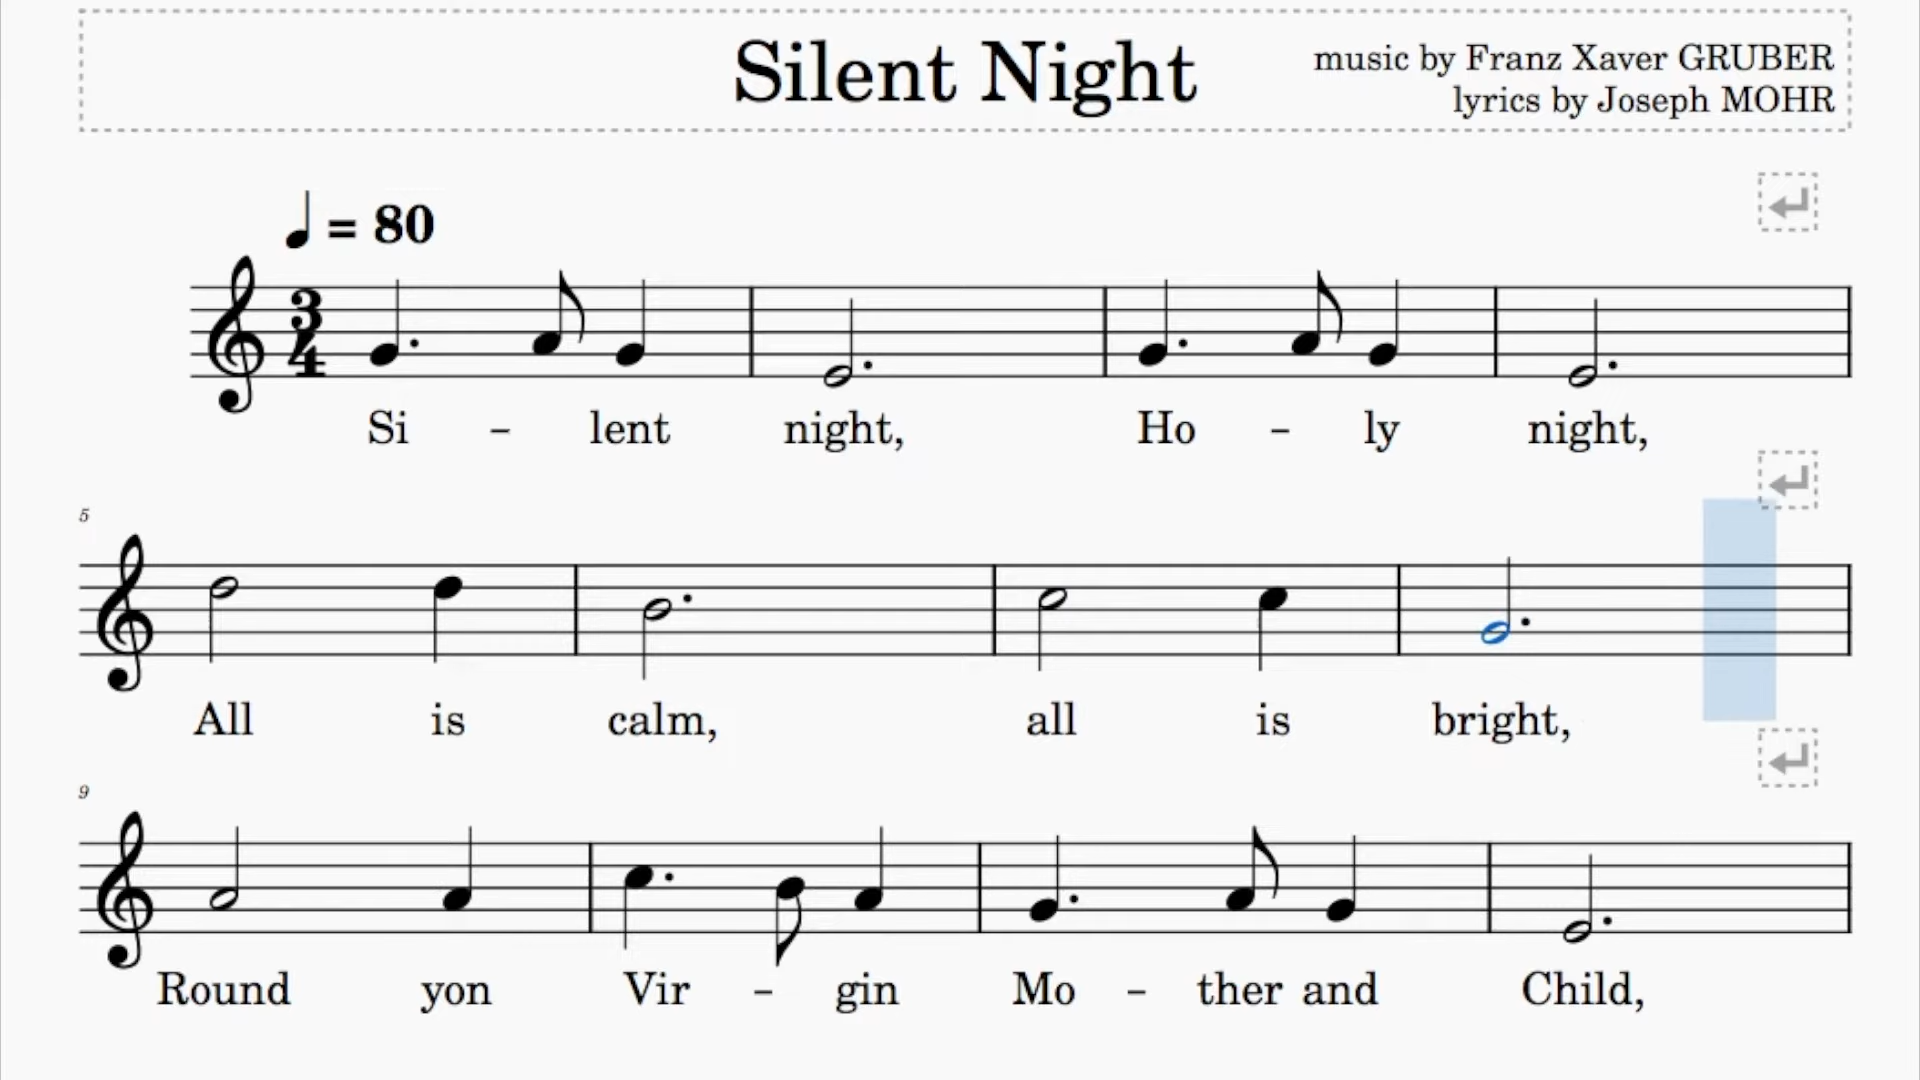 Silent Night
music by Franz Xaver GRUBER
lyrics by Joseph MOHR
♩ = 80
3
4
Si - lent night, Ho - ly night,
5
All is calm, all is bright,
9
Round yon Vir - gin Mo - ther and Child,